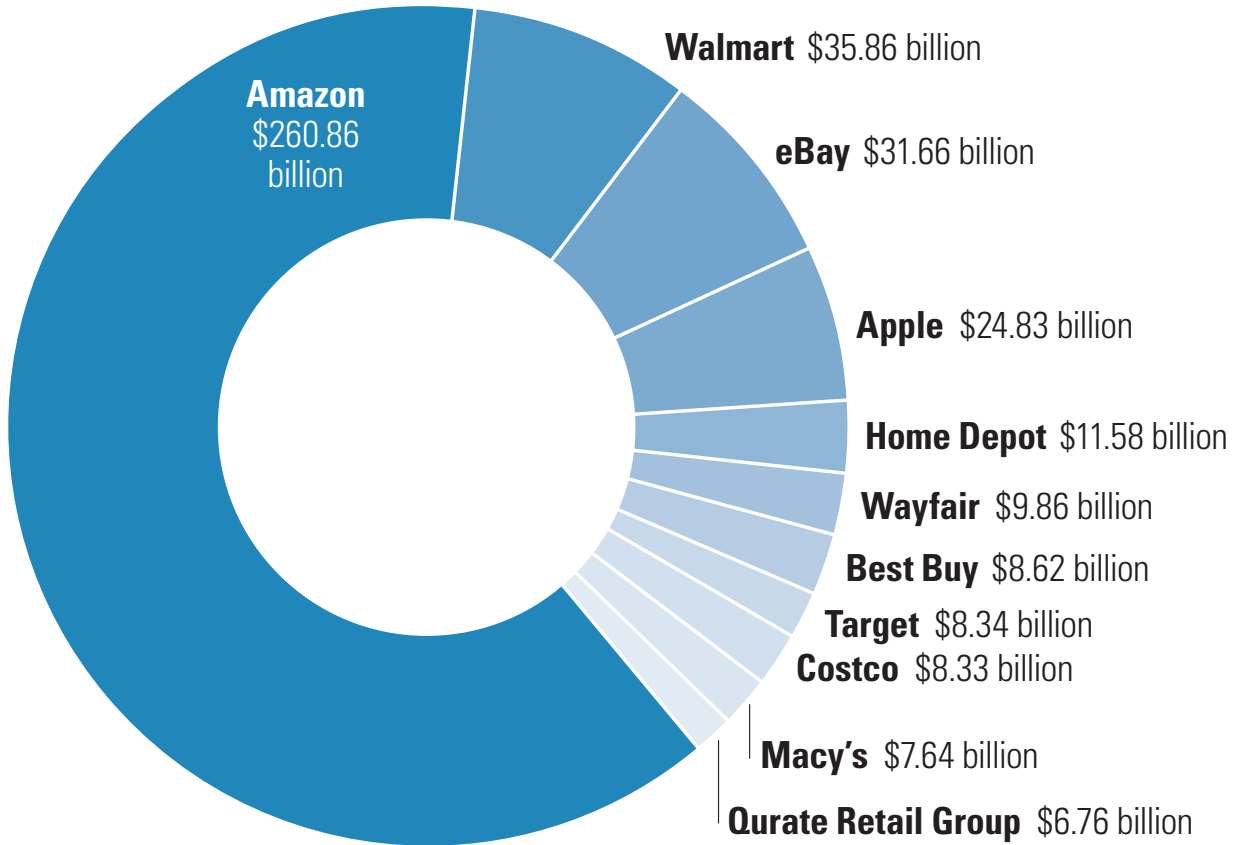 Amazon
$260.86
billion
Walmart $35.86 billion
eBay $31.66 billion
Apple $24.83 billion
Home Depot $11.58 billion
Wayfair $9.86 billion
Best Buy $8.62 billion
Target $8.34 billion
Costco $8.33 billion
Macy’s $7.64 billion
Qurate Retail Group $6.76 billion